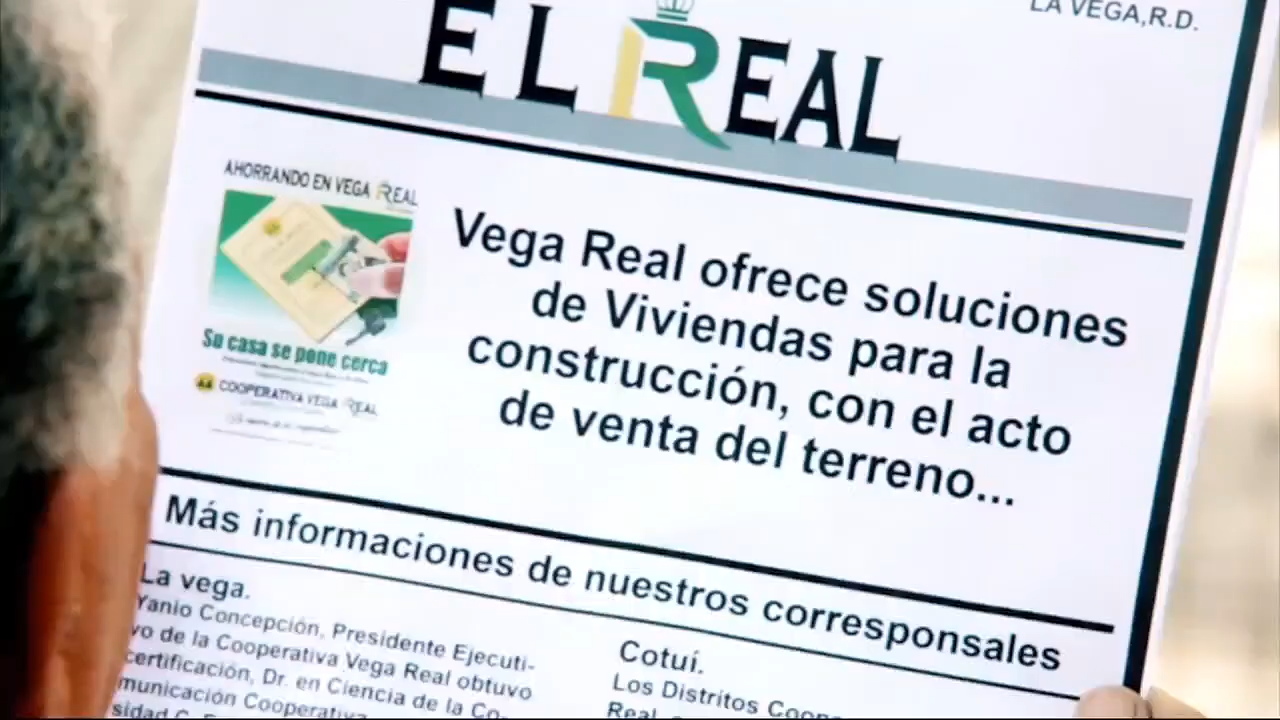 LA VEGA,R.D.
EL REAL
AHORRANDO EN VEGA REAL
Su casa se pone cerca
COOPERATIVA VEGA REAL
Vega Real ofrece soluciones
de Viviendas para la
construcción, con el acto
de venta del terreno...
Más informaciones de nuestros corresponsales
La vega.
Yanio Concepción, Presidente Ejecuti-
vo de la Cooperativa Vega Real obtuvo
certificación, Dr. en Ciencia de la Co-
municación Cooperativa
Cotuí.
Los Distritos
Real,